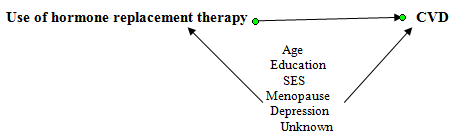 Use of hormone replacement therapy CVD
Age
Education
SES
Menopause
Depression
Unknown